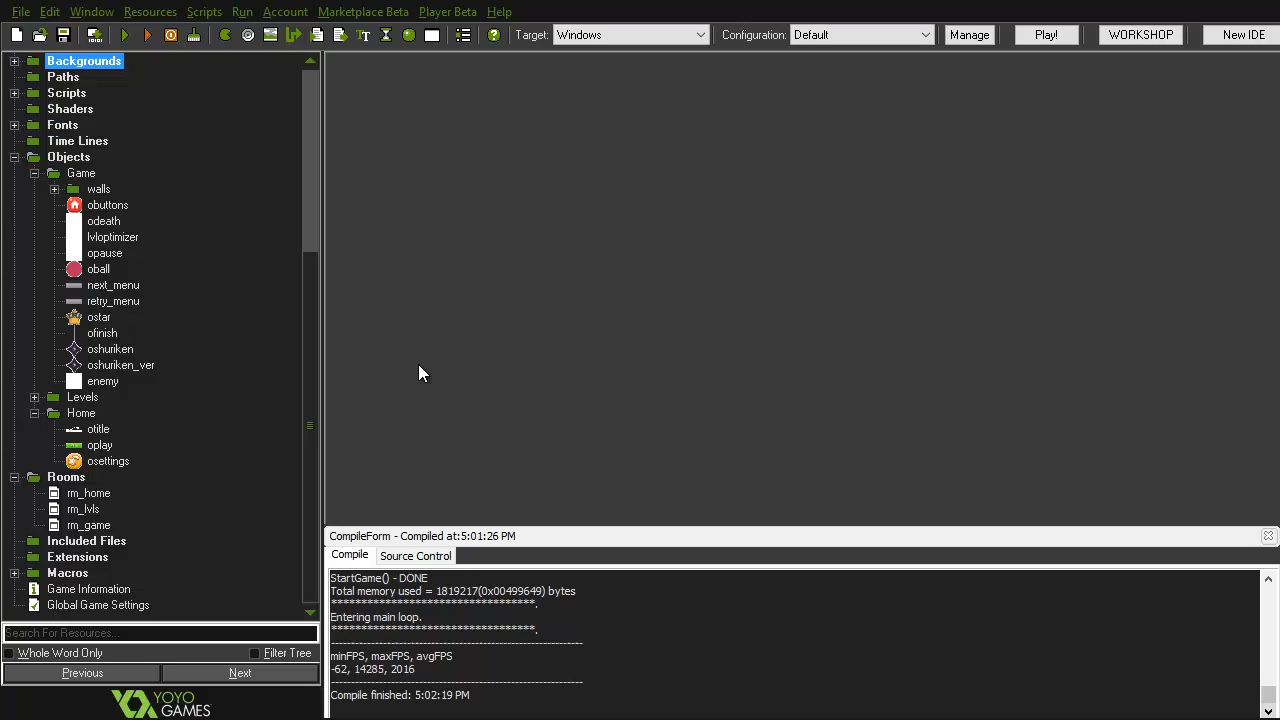 File Edit Window Resources Scripts Run Account Marketplace Beta Player Beta Help
Target: Windows Configuration: Default Manage Play! WORKSHOP New IDE
Backgrounds
Paths
Scripts
Shaders
Fonts
Time Lines
Objects
Game
walls
obuttons
odeath
lvloptimizer
opause
oball
next_menu
retry_menu
ostar
ofinish
oshuriken
oshuriken_ver
enemy
Levels
Home
otitle
oplay
osettings
Rooms
rm_home
rm_lvls
rm_game
Included Files
Extensions
Macros
Game Information
Global Game Settings
Search For Resources...
Whole Word Only Filter Tree
Previous Next
YOYO
GAMES
CompileForm - Compiled at:5:01:26 PM
Compile Source Control
StartGame() - DONE
Total memory used = 1819217(0x00499649) bytes
**********************************.
Entering main loop.
**********************************.
---------------------------------------------------------------
minFPS, maxFPS, avgFPS
-62, 14285, 2016
---------------------------------------------------------------
Compile finished: 5:02:19 PM